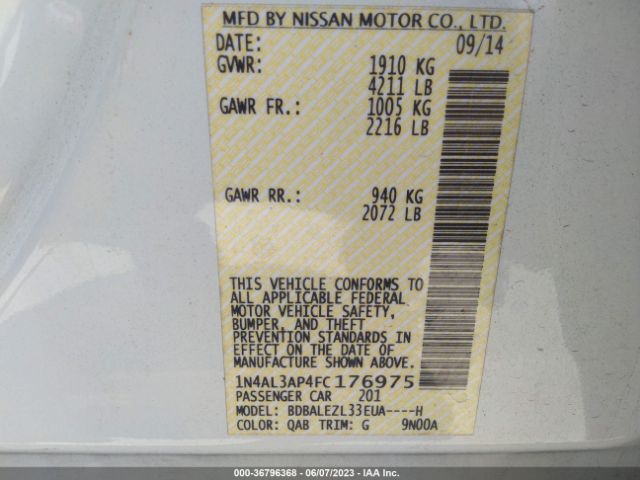 MFD BY NISSAN MOTOR CO., LTD.
DATE: 09/14
GVWR: 1910 KG
4211 LB
GAWR FR.: 1005 KG
2216 LB
GAWR RR.: 940 KG
2072 LB
THIS VEHICLE CONFORMS TO
ALL APPLICABLE FEDERAL
MOTOR VEHICLE SAFETY,
BUMPER, AND THEFT
PREVENTION STANDARDS IN
EFFECT ON THE DATE OF
MANUFACTURE SHOWN ABOVE.
1N4AL3AP4FC176975
PASSENGER CAR 201
MODEL: BDBALEZL33EUA----H
COLOR: QAB TRIM: G 9N00A
000-36796368 - 06/07/2023 - IAA Inc.